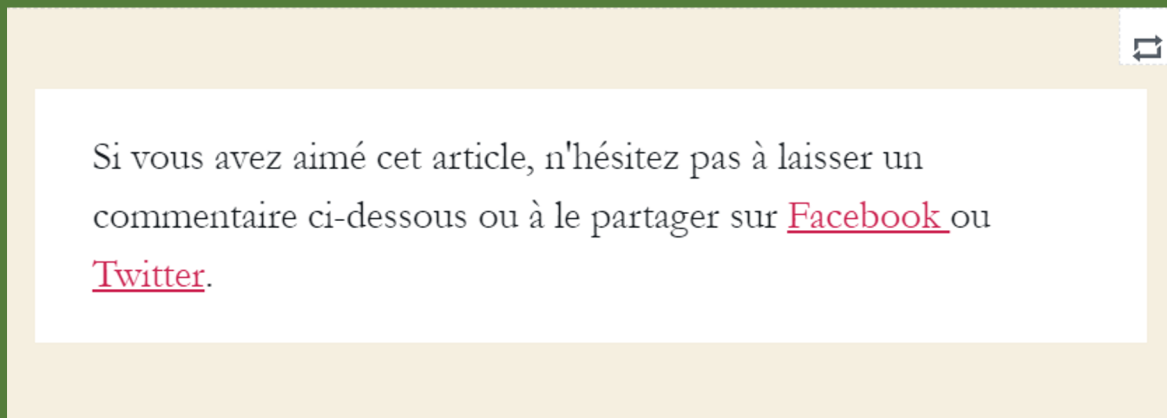 Si vous avez aimé cet article, n'hésitez pas à laisser un
commentaire ci-dessous ou à le partager sur Facebook ou
Twitter.